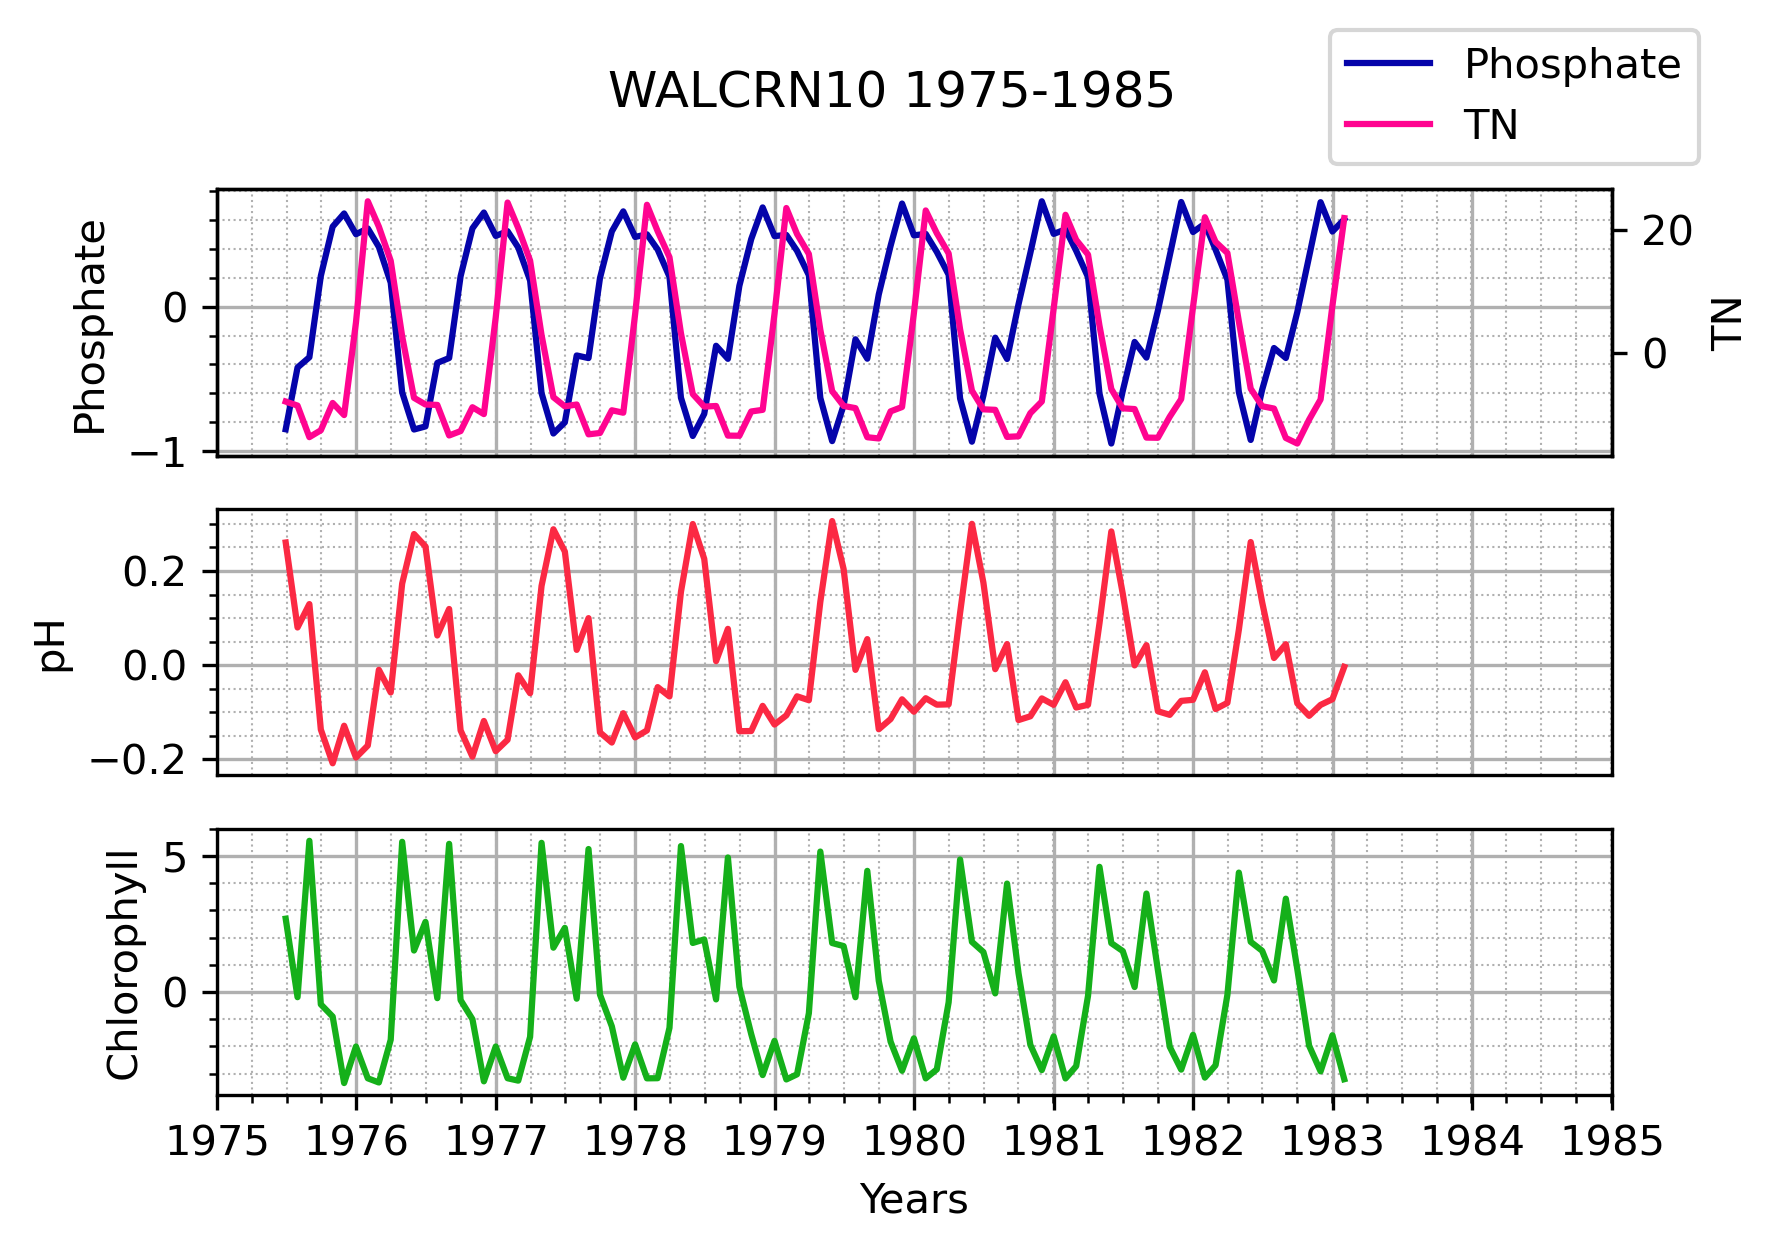 WALCRN10 1975-1985
Phosphate
TN
Phosphate
0
−1
20
0
TN
pH
0.2
0.0
−0.2
Chlorophyll
5
0
1975 1976 1977 1978 1979 1980 1981 1982 1983 1984 1985
Years